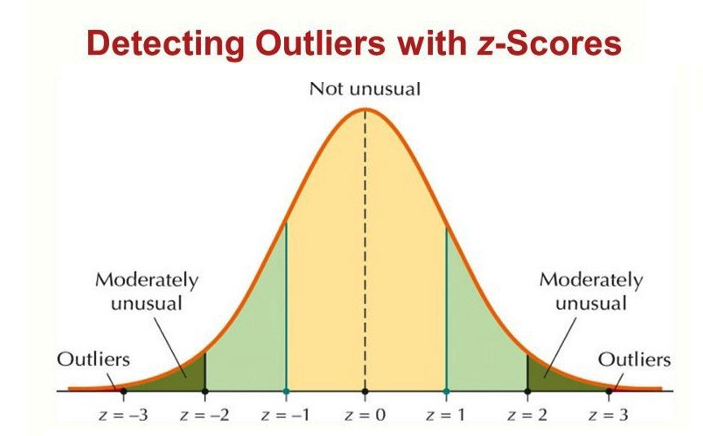 Detecting Outliers with z-Scores
Not unusual
Moderately
unusual
Moderately
unusual
Outliers
Outliers
z = –3
z = –2
z = –1
z = 0
z = 1
z = 2
z = 3